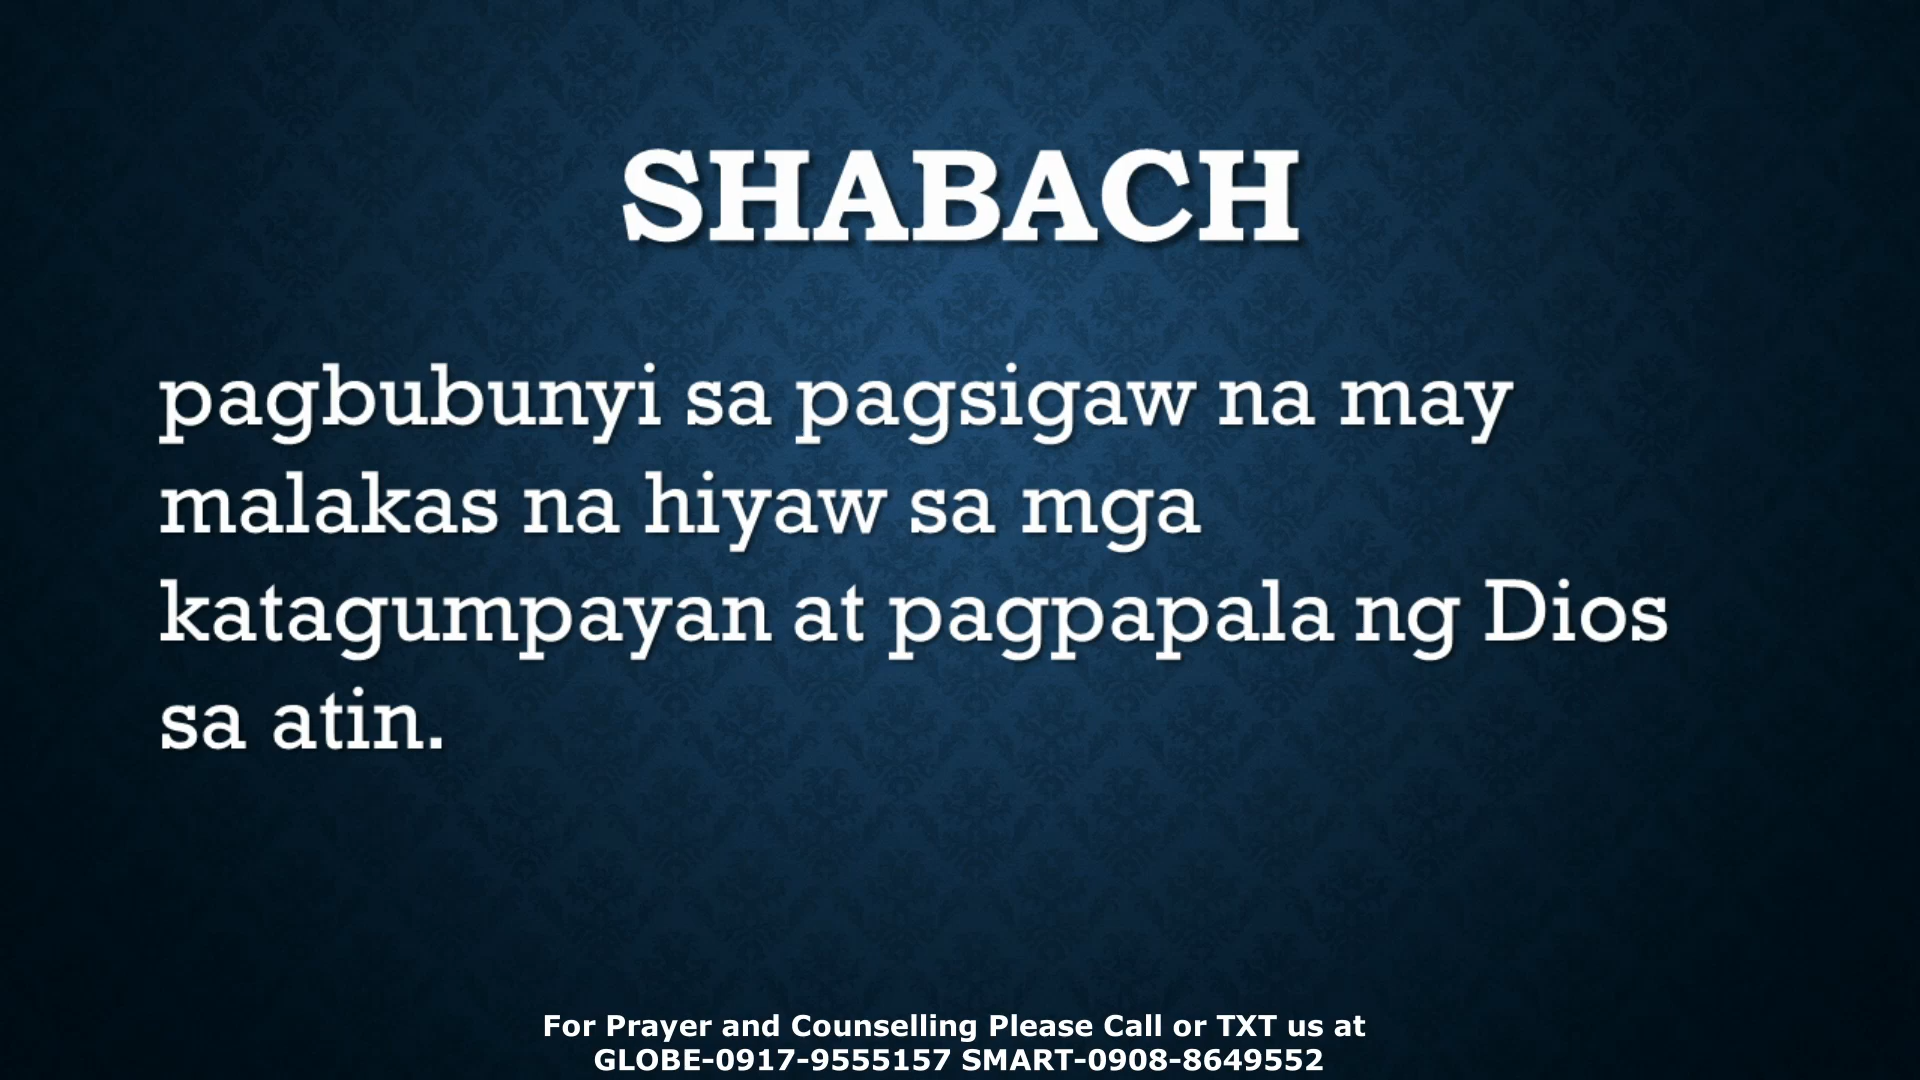 SHABACH
pagbubunyi sa pagsigaw na may
malakas na hiyaw sa mga
katagumpayan at pagpapala ng Dios
sa atin.
For Prayer and Counselling Please Call or TXT us at
GLOBE-0917-9555157 SMART-0908-8649552